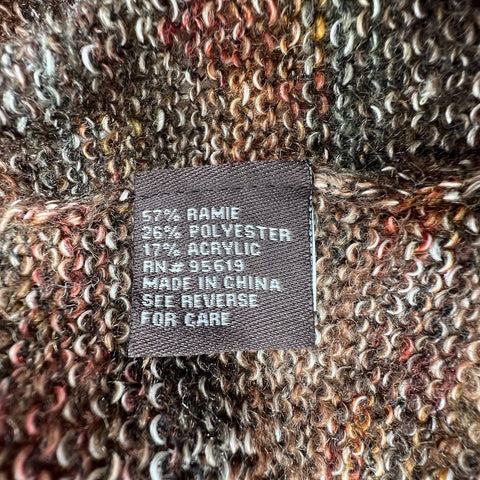 57% RAMIE
26% POLYESTER
17% ACRYLIC
RN# 95619
MADE IN CHINA
SEE REVERSE
FOR CARE